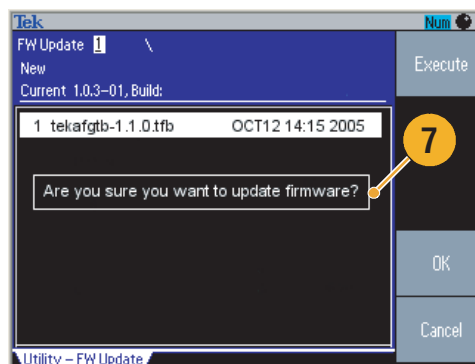 Tek
Num
FW Update 1 \
New
Current 1.0.3-01, Build:
Execute
1 tekafgtb-1.1.0.tfb OCT12 14:15 2005
7
Are you sure you want to update firmware?
OK
Cancel
Utility - FW Update